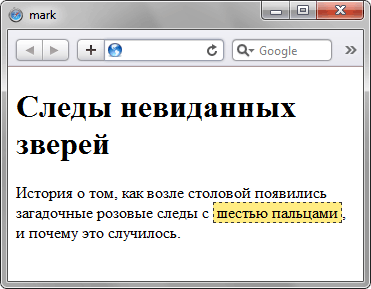 mark
Google
Следы невиданных
зверей
История о том, как возле столовой появились
загадочные розовые следы с шестью пальцами,
и почему это случилось.